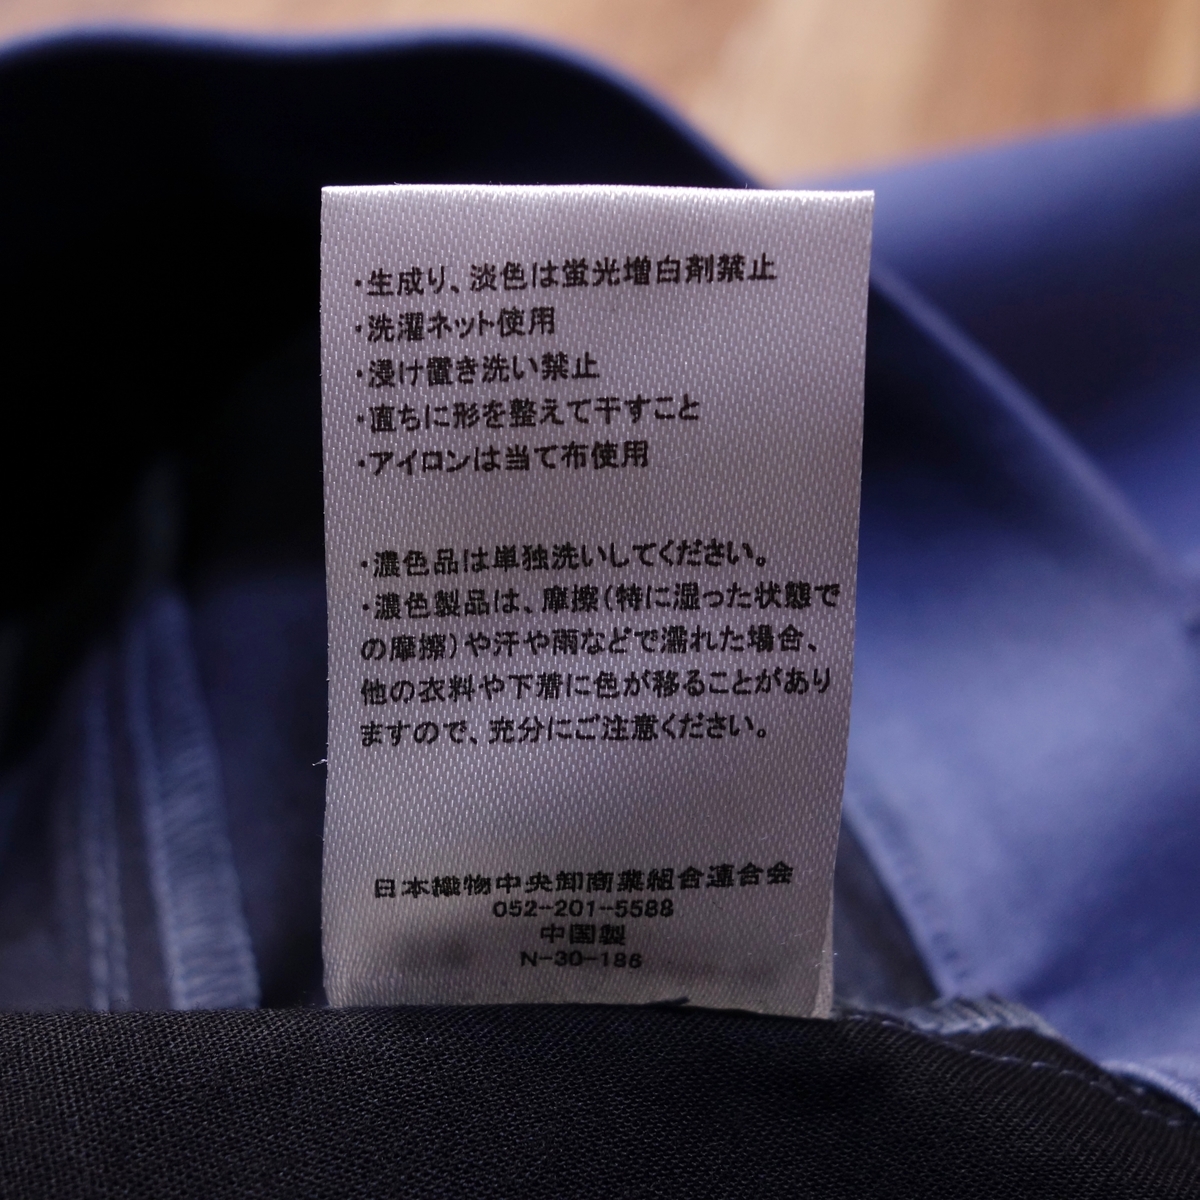 ・生成り、淡色は蛍光増白剤禁止
・洗濯ネット使用
・浸け置き洗い禁止
・直ちに形を整えて干すこと
・アイロンは当て布使用
・濃色品は単独洗いしてください。
・濃色製品は、摩擦(特に湿った状態で
の摩擦)や汗や雨などで濡れた場合、
他の衣料や下着に色が移ることがあり
ますので、充分にご注意ください。
日本織物中央卸商業組合連合会
052-201-5588
中国製
N-30-186